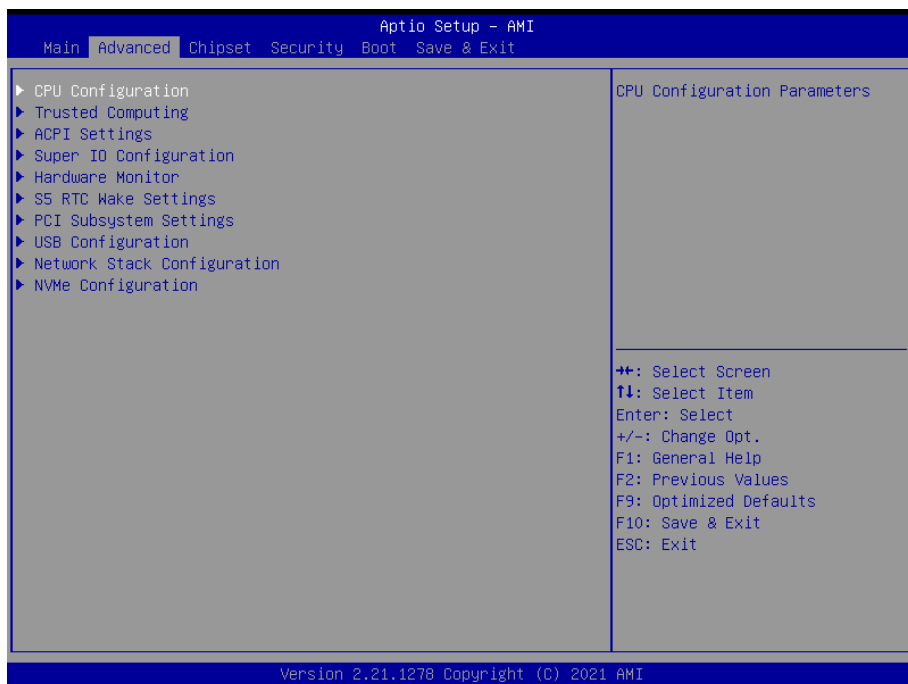 Aptio Setup – AMI
Main Advanced Chipset Security Boot Save & Exit
▶ CPU Configuration
▶ Trusted Computing
▶ ACPI Settings
▶ Super IO Configuration
▶ Hardware Monitor
▶ S5 RTC Wake Settings
▶ PCI Subsystem Settings
▶ USB Configuration
▶ Network Stack Configuration
▶ NVMe Configuration
CPU Configuration Parameters
→←: Select Screen
↑↓: Select Item
Enter: Select
+/-: Change Opt.
F1: General Help
F2: Previous Values
F9: Optimized Defaults
F10: Save & Exit
ESC: Exit
Version 2.21.1278 Copyright (C) 2021 AMI